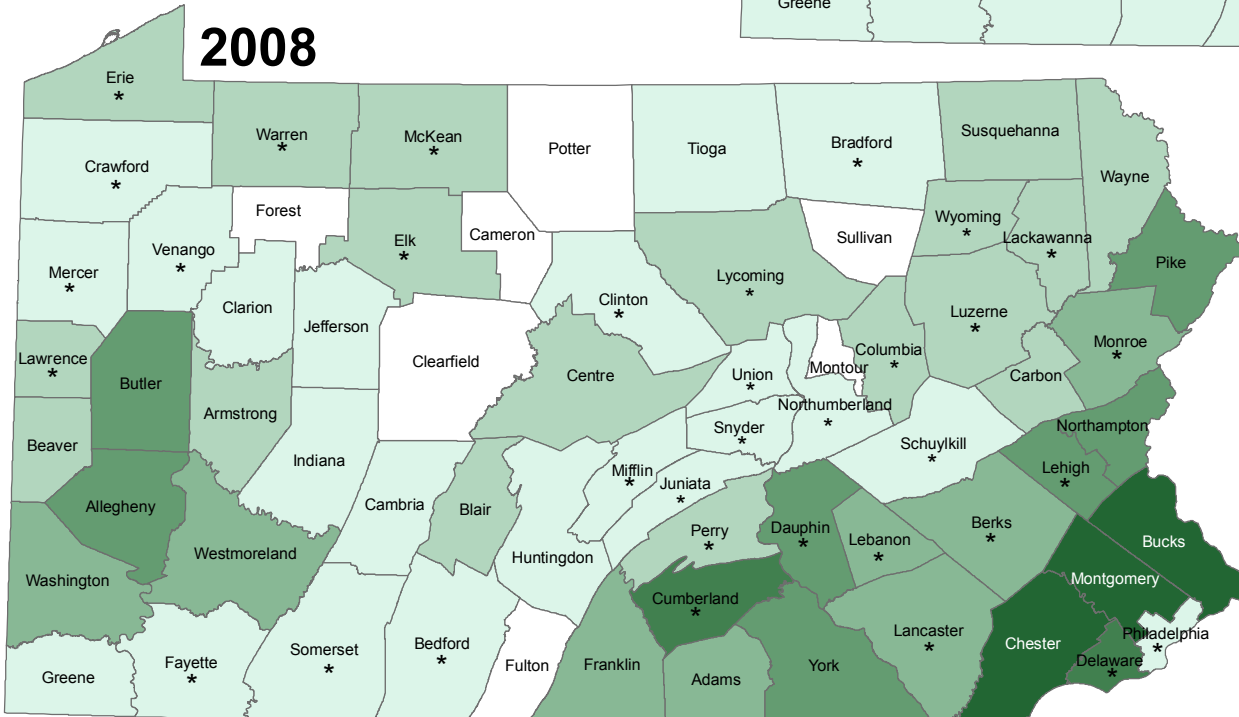 Greene
2008
Erie
*
Warren
*
McKean
*
Potter
Tioga
Bradford
*
Susquehanna
Wayne
Crawford
*
Forest
Venango
*
Elk
*
Cameron
Sullivan
Wyoming
*
Lackawanna
*
Pike
Mercer
*
Clarion
Jefferson
Clinton
*
Lycoming
*
Luzerne
*
Monroe
*
Lawrence
*
Butler
Clearfield
Centre
Union
*
Montour
Columbia
*
Carbon
Armstrong
Beaver
Indiana
Snyder
*
Northumberland
*
Schuylkill
*
Northampton
Lehigh
*
Allegheny
Cambria
Blair
Mifflin
*
Juniata
*
Perry
*
Dauphin
*
Lebanon
*
Berks
*
Bucks
Westmoreland
Washington
Huntingdon
Cumberland
*
Montgomery
Greene
Fayette
*
Somerset
*
Bedford
*
Fulton
Franklin
Adams
York
Lancaster
*
Chester
Delaware
*
Philadelphia
*